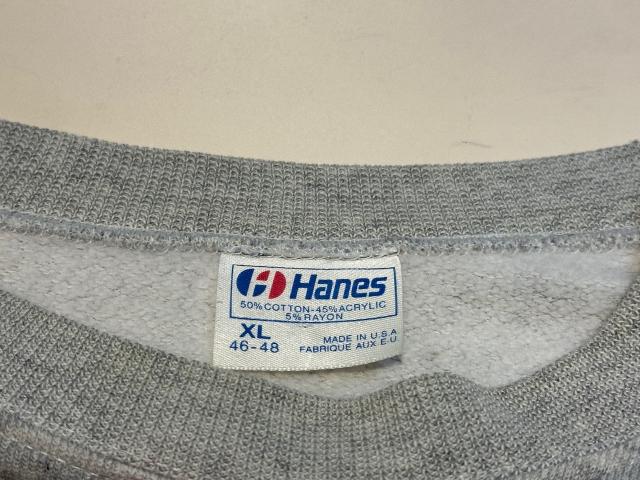 Hanes
50% COTTON-45% ACRYLIC
5% RAYON
XL
46-48
MADE IN U.S.A
FABRIQUE AUX E.U.